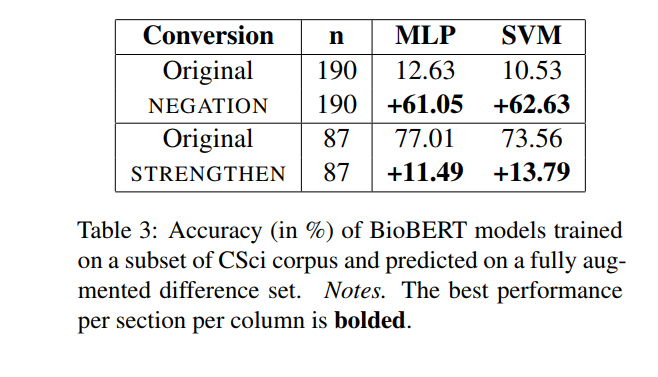 Conversion n MLP SVM
Original 190 12.63 10.53
NEGATION 190 +61.05 +62.63
Original 87 77.01 73.56
STRENGTHEN 87 +11.49 +13.79
Table 3: Accuracy (in %) of BioBERT models trained
on a subset of CSci corpus and predicted on a fully aug-
mented difference set. Notes. The best performance
per section per column is bolded.